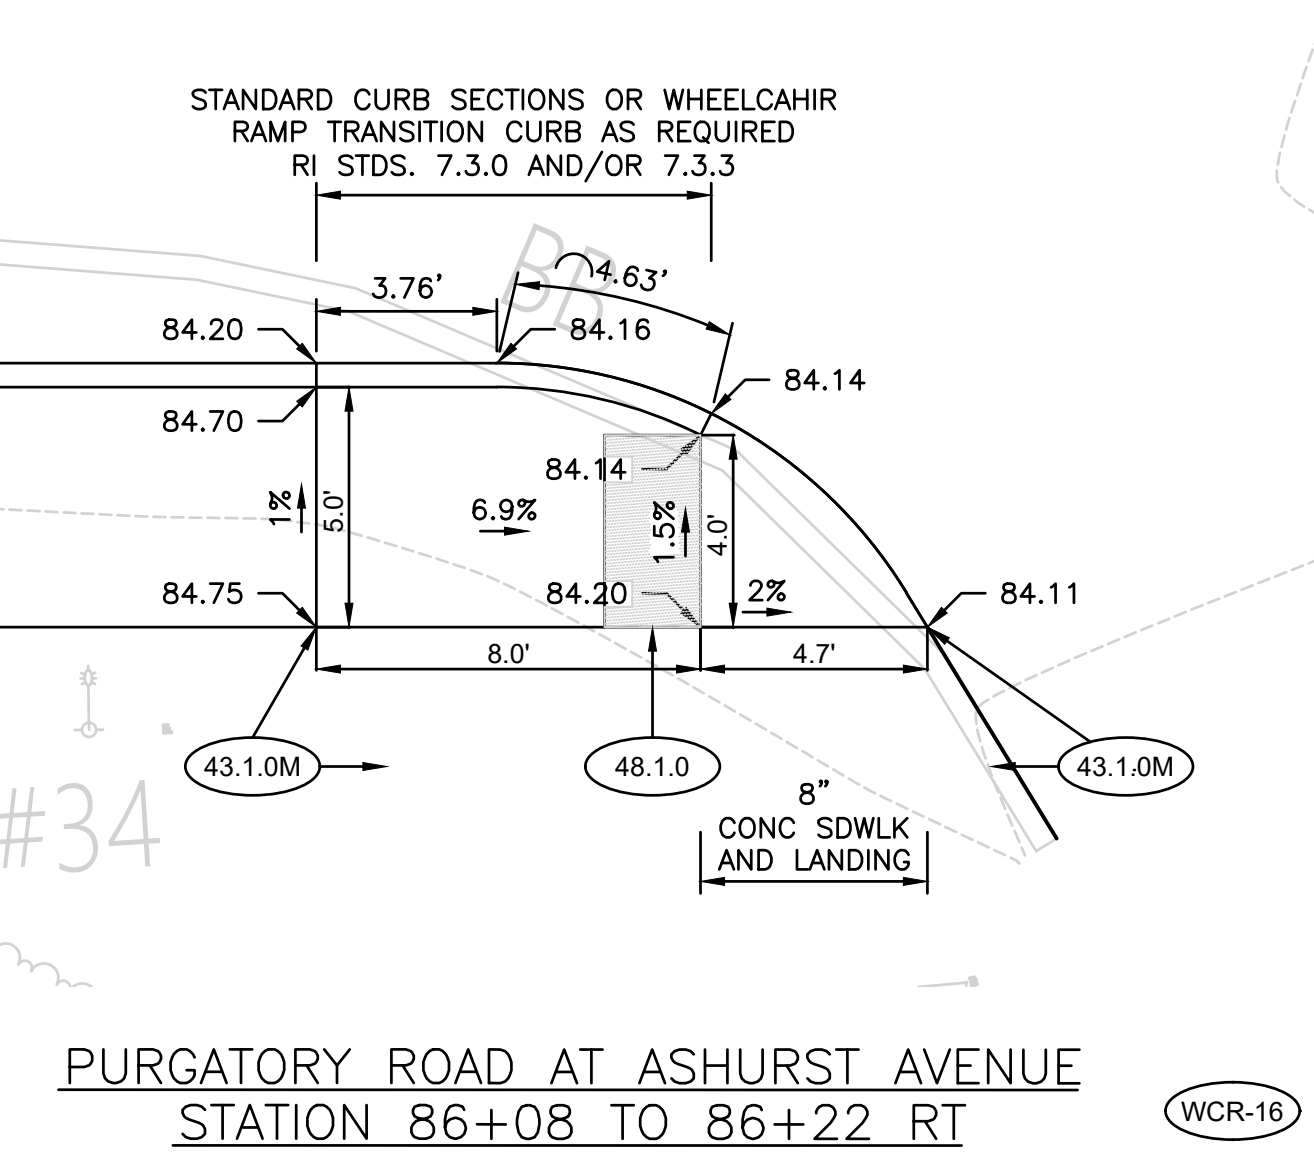 STANDARD CURB SECTIONS OR WHEELCAHIR
RAMP TRANSITION CURB AS REQUIRED
RI STDS. 7.3.0 AND/OR 7.3.3
BB
3.76'
4.63'
84.20
84.16
84.14
84.70
84.14
1%
5.0'
6.9%
1.5%
4.0'
84.75
84.20
2%
84.11
8.0'
4.7'
43.1.0M
48.1.0
43.1.0M
#34
8"
CONC SDWLK
AND LANDING
PURGATORY ROAD AT ASHURST AVENUE
STATION 86+08 TO 86+22 RT
WCR-16